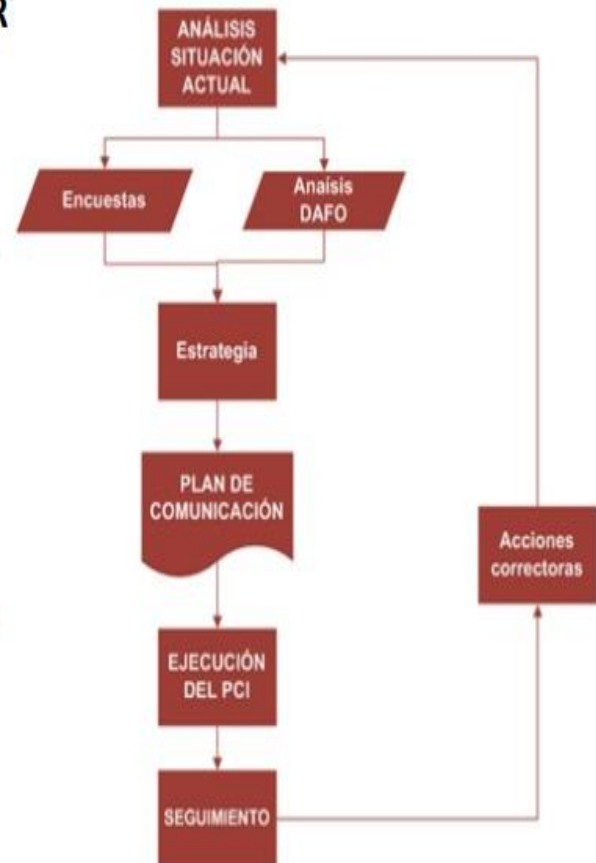 R
ANÁLISIS
SITUACIÓN
ACTUAL
Encuestas
Anaísis
DAFO
Estrategia
PLAN DE
COMUNICACIÓN
Acciones
correctoras
EJECUCIÓN
DEL PCI
SEGUIMIENTO